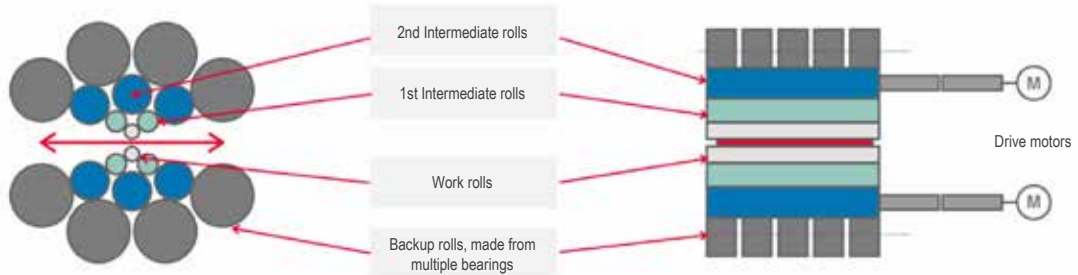 2nd Intermediate rolls
1st Intermediate rolls
Work rolls
Backup rolls, made from
multiple bearings
M
Drive motors
M